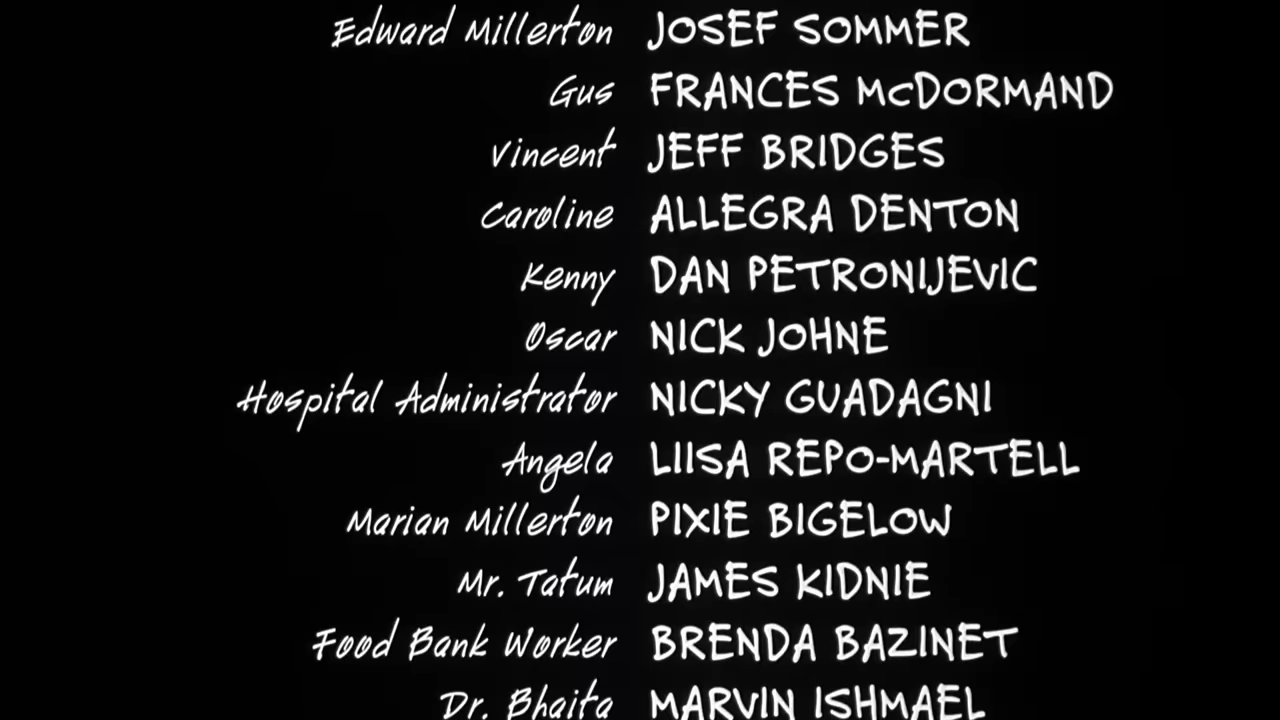 Edward Millerton JOSEF SOMMER
Gus FRANCES McDORMAND
Vincent JEFF BRIDGES
Caroline ALLEGRA DENTON
Kenny DAN PETRONIJEVIC
Oscar NICK JOHNE
Hospital Administrator NICKY GUADAGNI
Angela LIISA REPO-MARTELL
Marian Millerton PIXIE BIGELOW
Mr. Tatum JAMES KIDNIE
Food Bank Worker BRENDA BAZINET
Dr. Bhaita MARVIN ISHMAEL